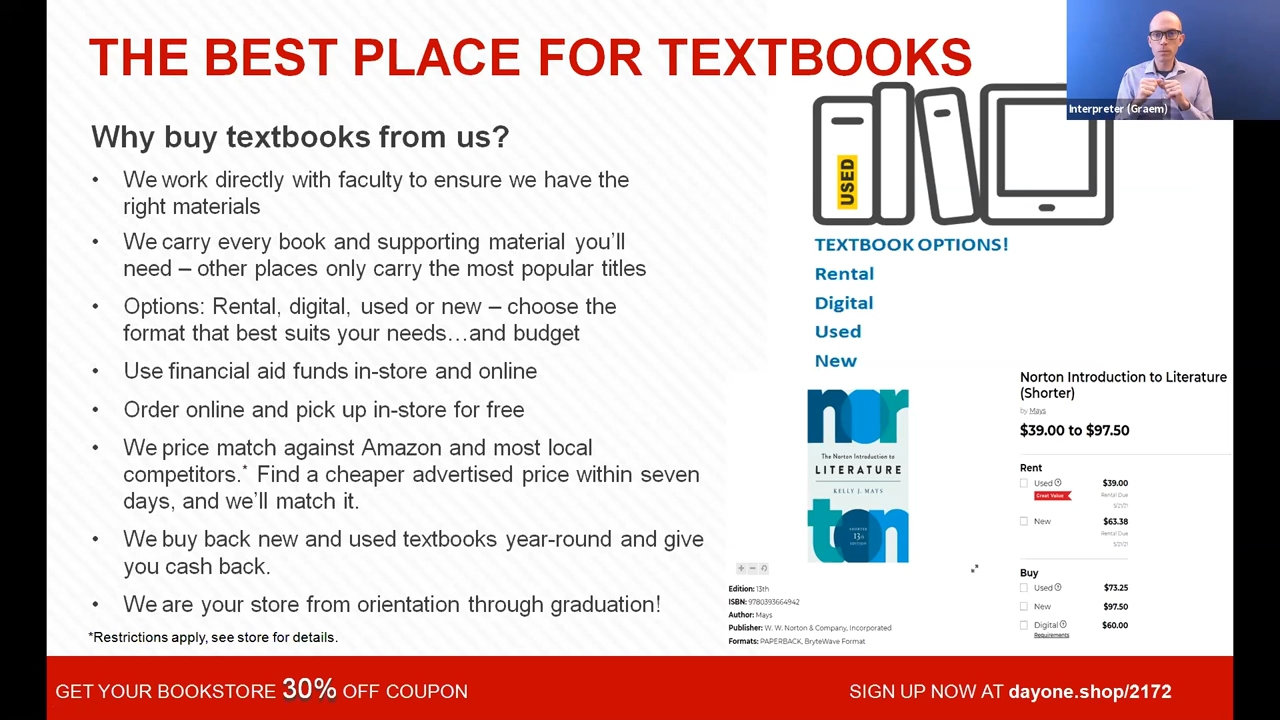 THE BEST PLACE FOR TEXTBOOKS
Interpreter (Graem)
Why buy textbooks from us?
• We work directly with faculty to ensure we have the
right materials
• We carry every book and supporting material you'll
need – other places only carry the most popular titles
• Options: Rental, digital, used or new – choose the
format that best suits your needs…and budget
• Use financial aid funds in-store and online
• Order online and pick up in-store for free
• We price match against Amazon and most local
competitors.* Find a cheaper advertised price within seven
days, and we'll match it.
• We buy back new and used textbooks year-round and give
you cash back.
• We are your store from orientation through graduation!
*Restrictions apply, see store for details.
USED
TEXTBOOK OPTIONS!
Rental
Digital
Used
New
nor
The Norton Introduction to
LITERATURE
KELLY J. MAYS
ton
SHORTER
13th
EDITION
Edition: 13th
ISBN: 9780393664942
Author: Mays
Publisher: W. W. Norton & Company, Incorporated
Formats: PAPERBACK, BryteWave Format
Norton Introduction to Literature
(Shorter)
by Mays
$39.00 to $97.50
Rent
Used $39.00
Great Value Rental Due
5/21/21
New $63.38
Rental Due
5/21/21
Buy
Used $73.25
New $97.50
Digital $60.00
Requirements
GET YOUR BOOKSTORE 30% OFF COUPON
SIGN UP NOW AT dayone.shop/2172